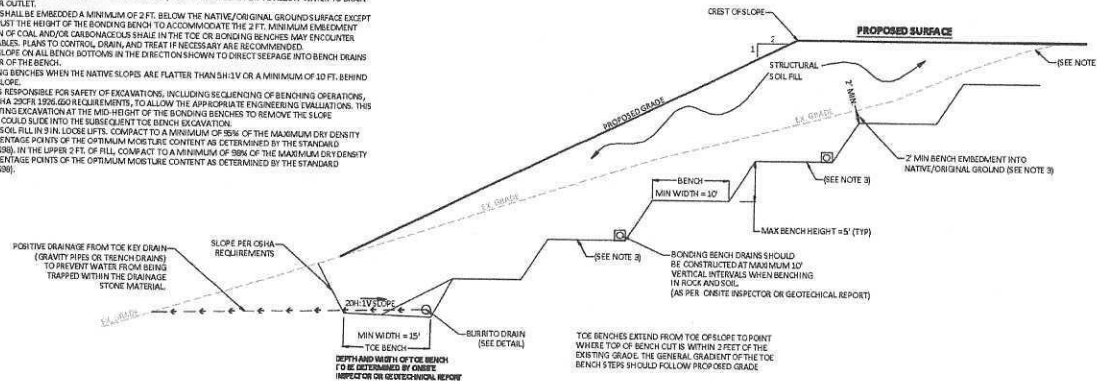 R OUTLET.
SHALL BE EMBEDDED A MINIMUM OF 2 FT. BELOW THE NATIVE/ORIGINAL GROUND SURFACE EXCEPT
UST THE HEIGHT OF THE BONDING BENCH TO ACCOMMODATE THE 2 FT. MINIMUM EMBEDMENT
N OF COAL AND/OR CARBONACEOUS SHALE IN THE TOE OR BONDING BENCHES MAY ENCOUNTER
ABLES. PLANS TO CONTROL, DRAIN, AND TREAT IF NECESSARY ARE RECOMMENDED.
LOPE ON ALL BENCH BOTTOMS IN THE DIRECTION SHOWN TO DIRECT SEEPAGE INTO BENCH DRAINS
R OF THE BENCH.
NG BENCHES WHEN THE NATIVE SLOPES ARE FLATTER THAN 5H:1V OR A MINIMUM OF 10 FT. BEHIND
LOPE.
S RESPONSIBLE FOR SAFETY OF EXCAVATIONS, INCLUDING SEQUENCING OF BENCHING OPERATIONS,
HA 29CFR 1926.650 REQUIREMENTS, TO ALLOW THE APPROPRIATE ENGINEERING EVALUATIONS. THIS
TING EXCAVATION AT THE MID-HEIGHT OF THE BONDING BENCHES TO REMOVE THE SLOPE
COULD SLIDE INTO THE SUBSEQUENT TOE BENCH EXCAVATION.
SOIL FILL IN 9 IN. LOOSE LIFTS. COMPACT TO A MINIMUM OF 95% OF THE MAXIMUM DRY DENSITY
ENTAGE POINTS OF THE OPTIMUM MOISTURE CONTENT AS DETERMINED BY THE STANDARD
698). IN THE UPPER 2 FT. OF FILL, COMPACT TO A MINIMUM OF 98% OF THE MAXIMUM DRY DENSITY
ENTAGE POINTS OF THE OPTIMUM MOISTURE CONTENT AS DETERMINED BY THE STANDARD
698).
CREST OF SLOPE
2
1
PROPOSED SURFACE
(SEE NOTE
STRUCTURAL
SOIL FILL
PROPOSED GRADE
2' MIN
EX GRADE
2' MIN BENCH EMBEDMENT INTO
NATIVE/ORIGINAL GROUND (SEE NOTE 3)
(SEE NOTE 3)
BENCH
MIN WIDTH = 10'
EX GRADE
MAX BENCH HEIGHT = 5' (TYP)
(SEE NOTE 3)
BONDING BENCH DRAINS SHOULD
BE CONSTRUCTED AT MAXIMUM 10'
VERTICAL INTERVALS WHEN BENCHING
IN ROCK AND SOIL.
(AS PER ONSITE INSPECTOR OR GEOTECHICAL REPORT)
POSITIVE DRAINAGE FROM TOE KEY DRAIN
(GRAVITY PIPES OR TRENCH DRAINS)
TO PREVENT WATER FROM BEING
TRAPPED WITHIN THE DRAINAGE
STONE MATERIAL.
SLOPE PER OSHA
REQUIREMENTS
EX GRADE
20H:1V SLOPE
MIN WIDTH = 15'
TOE BENCH
BURRITO DRAIN
(SEE DETAIL)
DEPTH AND WIDTH OF TOE BENCH
TO BE DETERMINED BY ONSITE
INSPECTOR OR GEOTECHNICAL REPORT
TOE BENCHES EXTEND FROM TOE OF SLOPE TO POINT
WHERE TOP OF BENCH CUT IS WITHIN 2 FEET OF THE
EXISTING GRADE. THE GENERAL GRADIENT OF THE TOE
BENCH STEPS SHOULD FOLLOW PROPOSED GRADE